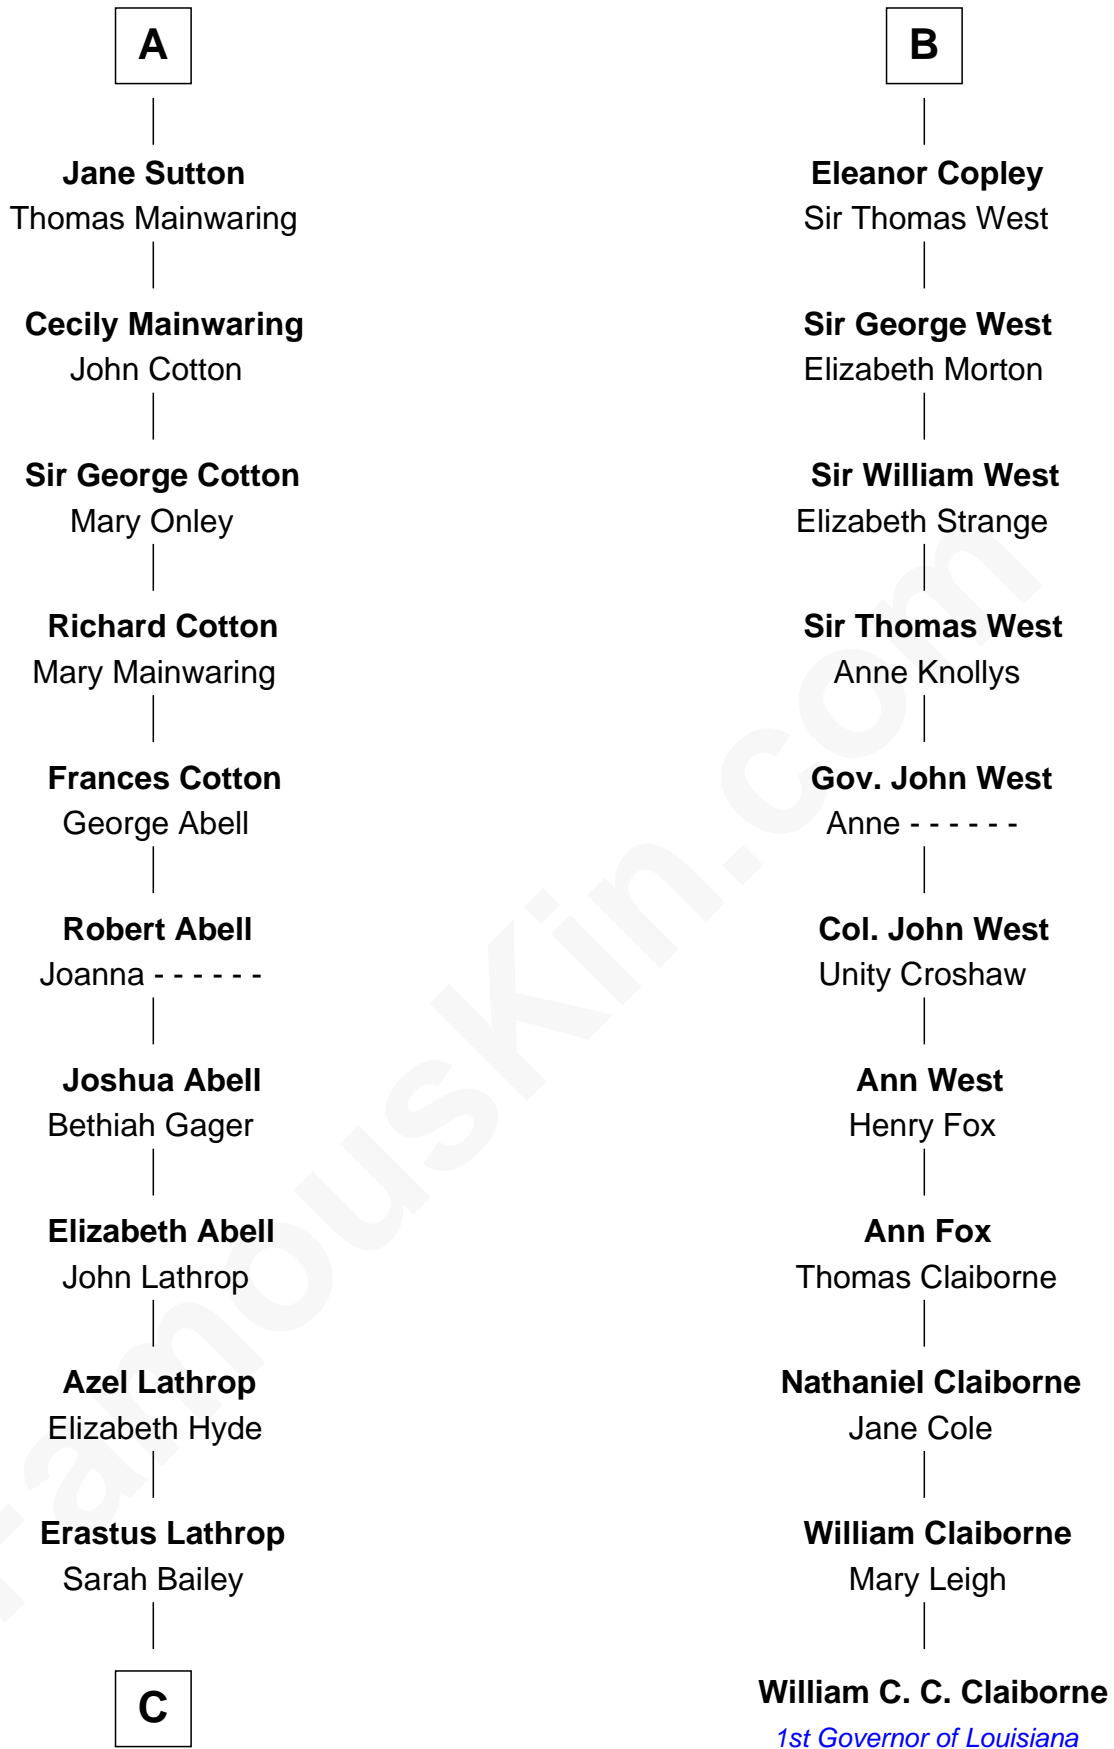 A
Jane Sutton
Thomas Mainwaring
Cecily Mainwaring
John Cotton
Sir George Cotton
Mary Onley
Richard Cotton
Mary Mainwaring
Frances Cotton
George Abell
Robert Abell
Joanna - - - - - -
Joshua Abell
Bethiah Gager
Elizabeth Abell
John Lathrop
Azel Lathrop
Elizabeth Hyde
Erastus Lathrop
Sarah Bailey
C
B
Eleanor Copley
Sir Thomas West
Sir George West
Elizabeth Morton
Sir William West
Elizabeth Strange
Sir Thomas West
Anne Knollys
Gov. John West
Anne - - - - - -
Col. John West
Unity Croshaw
Ann West
Henry Fox
Ann Fox
Thomas Claiborne
Nathaniel Claiborne
Jane Cole
William Claiborne
Mary Leigh
William C. C. Claiborne
1st Governor of Louisiana
FamousKin.com